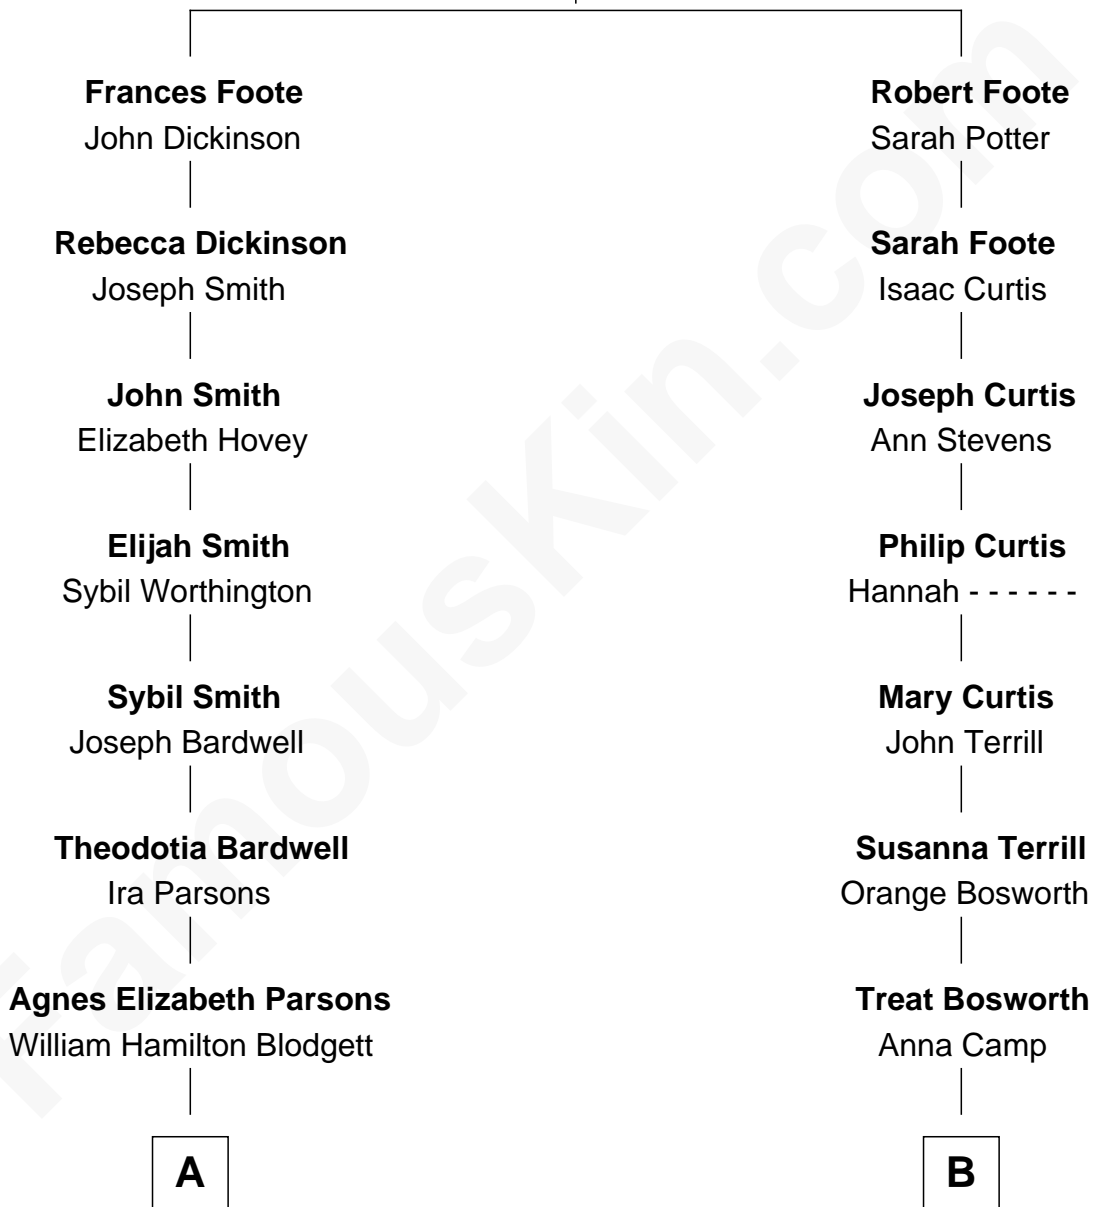 Frances Foote
John Dickinson
Rebecca Dickinson
Joseph Smith
John Smith
Elizabeth Hovey
Elijah Smith
Sybil Worthington
Sybil Smith
Joseph Bardwell
Theodotia Bardwell
Ira Parsons
Agnes Elizabeth Parsons
William Hamilton Blodgett
A
Robert Foote
Sarah Potter
Sarah Foote
Isaac Curtis
Joseph Curtis
Ann Stevens
Philip Curtis
Hannah - - - - - -
Mary Curtis
John Terrill
Susanna Terrill
Orange Bosworth
Treat Bosworth
Anna Camp
B
FamousKin.com